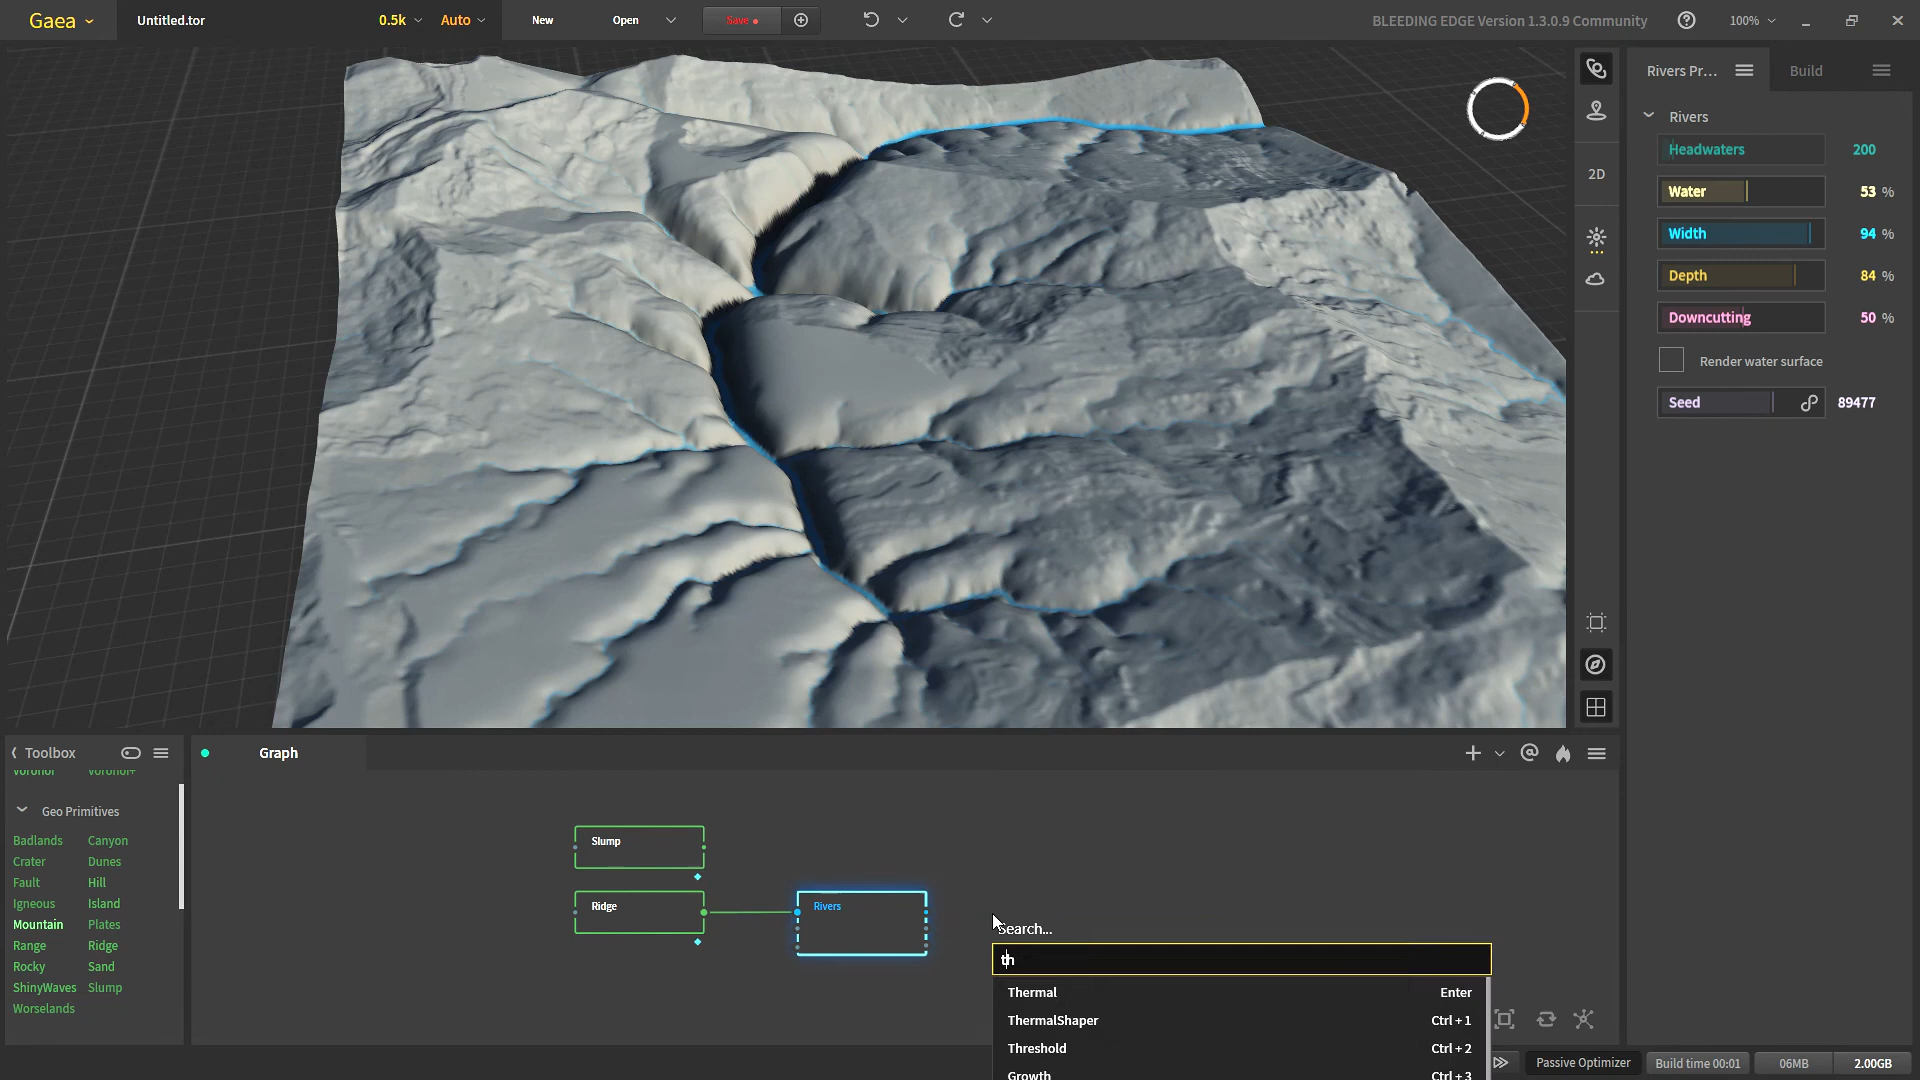 Gaea Untitled.tor 0.5k Auto New Open Save BLEEDING EDGE Version 1.3.0.9 Community 100%
Rivers Pr... Build
Rivers
Headwaters 200
2D
Water 53 %
Width 94 %
Depth 84 %
Downcutting 50 %
Render water surface
Seed 89477
Toolbox Graph
Voronoi Voronoi+
Geo Primitives
Badlands Canyon
Crater Dunes
Fault Hill
Igneous Island
Mountain Plates
Range Ridge
Rocky Sand
ShinyWaves Slump
Worselands
Slump
Ridge
Rivers
Search...
th
Thermal Enter
ThermalShaper Ctrl + 1
Threshold Ctrl + 2
Growth Ctrl + 3
Passive Optimizer Build time 00:01 06MB 2.00GB